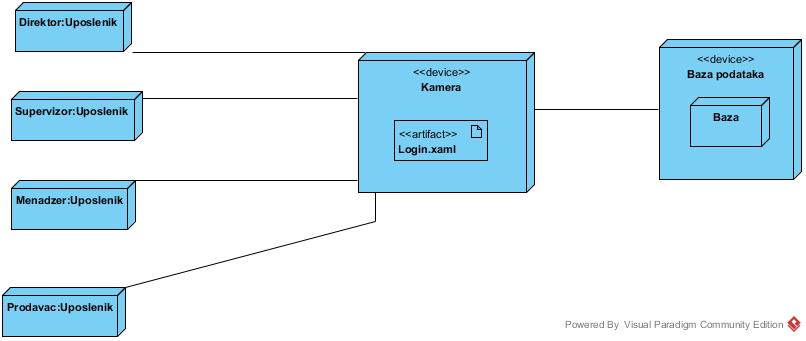 Direktor:Uposlenik
<<device>>
Kamera
<<device>>
Baza podataka
Supervizor:Uposlenik
<<artifact>>
Login.xaml
Baza
Menadzer:Uposlenik
Prodavac:Uposlenik
Powered By Visual Paradigm Community Edition